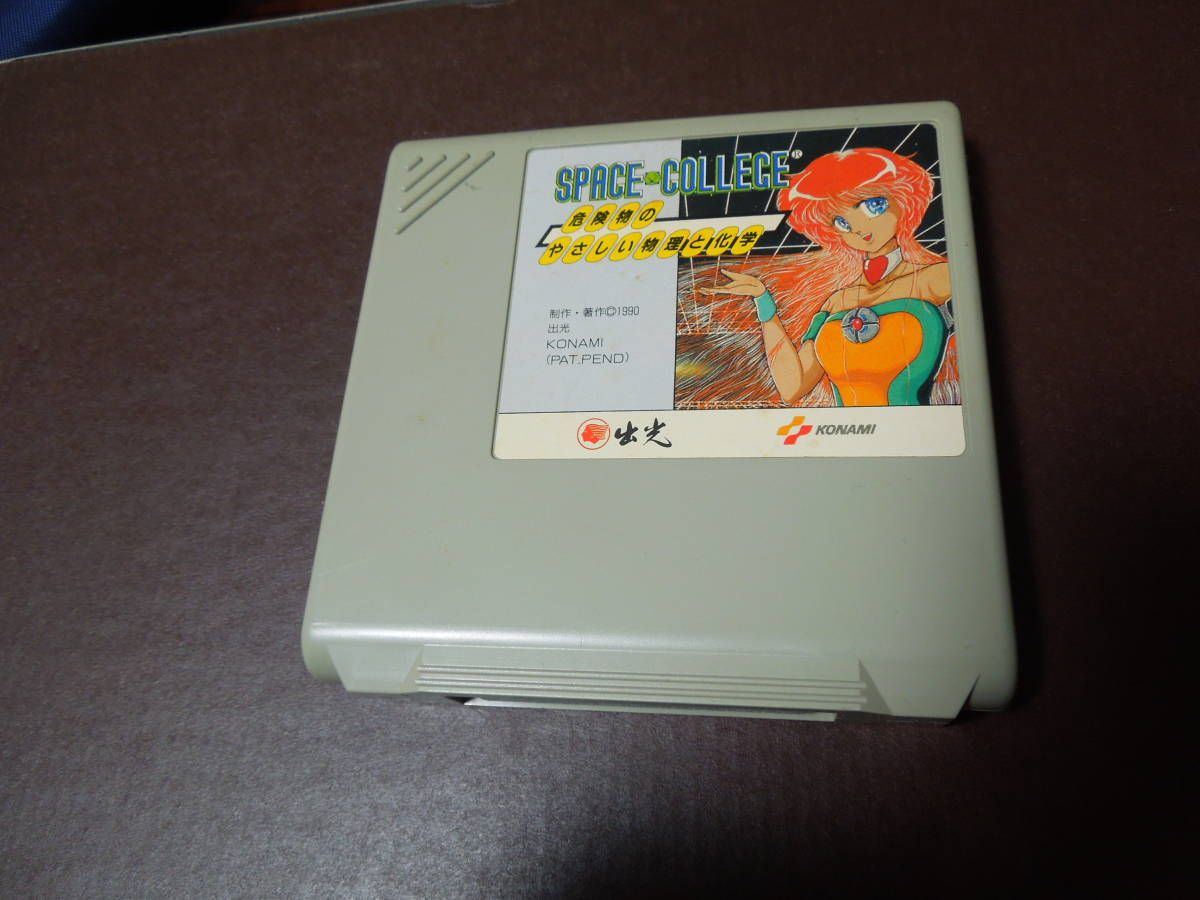 SPACE COLLEGE®
危険物の
やさしい物理と化学
制作・著作©1990
出光
KONAMI
(PAT.PEND)
出光
KONAMI